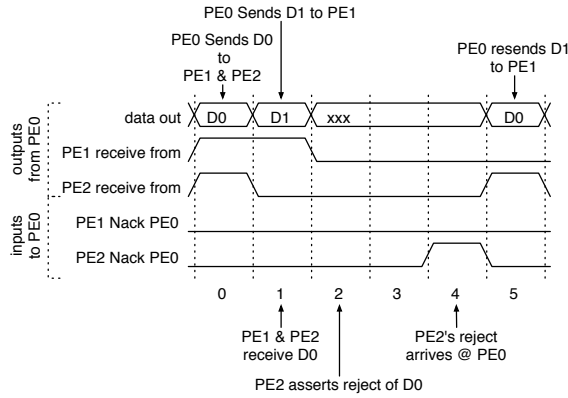 PE0 Sends D1 to PE1
PE0 Sends D0
to
PE1 & PE2
PE0 resends D1
to PE1
outputs
from PE0
data out
D0
D1
xxx
D0
PE1 receive from
PE2 receive from
inputs
to PE0
PE1 Nack PE0
PE2 Nack PE0
0 1 2 3 4 5
PE1 & PE2
receive D0
PE2's reject
arrives @ PE0
PE2 asserts reject of D0